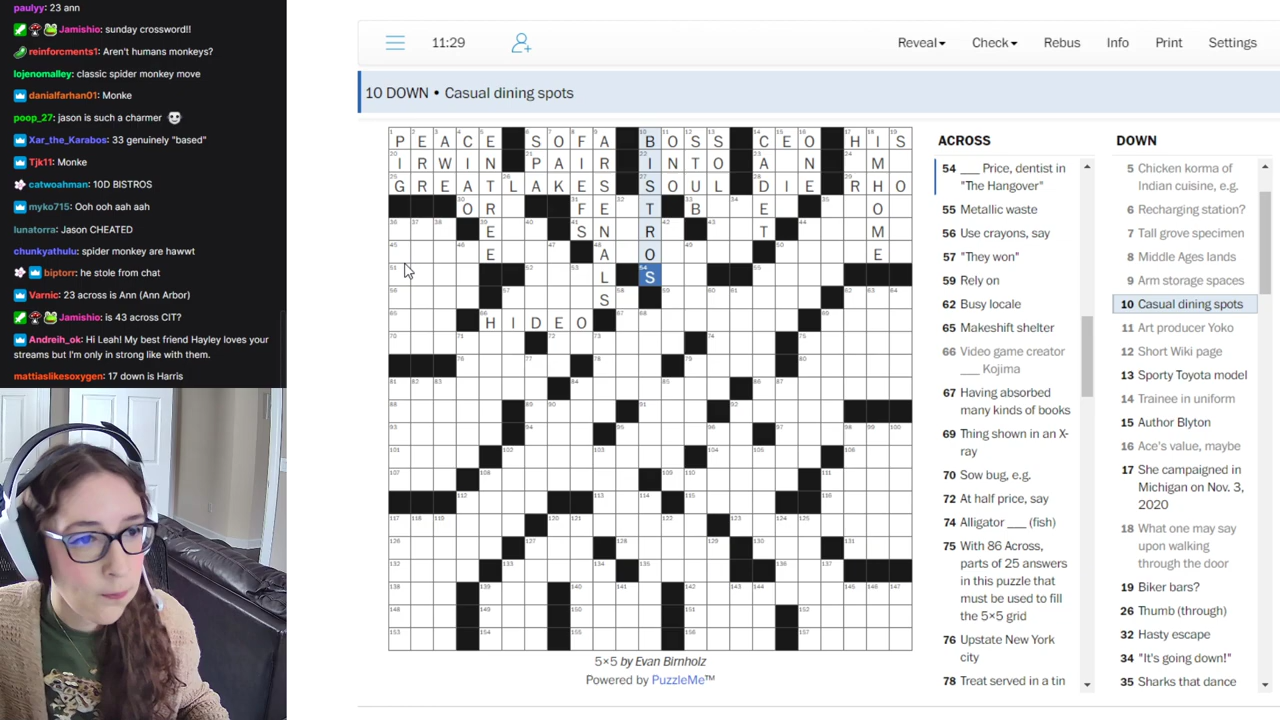 paulyy: 23 ann
Jamishio: sunday crossword!!
reinforcments1: Aren't humans monkeys?
lojenomalley: classic spider monkey move
danialfarhan01: Monke
poop_27: jason is such a charmer
Xar_the_Karabos: 33 genuinely "based"
Tjk11: Monke
catwoahman: 10D BISTROS
myko715: Ooh ooh aah aah
lunatorra: Jason CHEATED
chunkyathulu: spider monkey are hawwt
biptorr: he stole from chat
Varnic: 23 across is Ann (Ann Arbor)
Jamishio: is 43 across CIT?
Andreih_ok: Hi Leah! My best friend Hayley loves your
streams but I'm only in strong like with them.
mattiaslikesoxygen: 17 down is Harris
11:29
Reveal
Check
Rebus
Info
Print
Settings
10 DOWN • Casual dining spots
PEACE SOFA BOSS CEO HIS
IRWIN PAIR INTO A N M
GREATLAKES SOUL DIE RHO
O R F E T B E O
E S N R T M
E A O E
L S
S
HIDEO
5×5 by Evan Birnholz
Powered by PuzzleMe™
ACROSS
54 ___ Price, dentist in
"The Hangover"
55 Metallic waste
56 Use crayons, say
57 "They won"
59 Rely on
62 Busy locale
65 Makeshift shelter
66 Video game creator
___ Kojima
67 Having absorbed
many kinds of books
69 Thing shown in an X-
ray
70 Sow bug, e.g.
72 At half price, say
74 Alligator ___ (fish)
75 With 86 Across,
parts of 25 answers
in this puzzle that
must be used to fill
the 5×5 grid
76 Upstate New York
city
78 Treat served in a tin
DOWN
5 Chicken korma of
Indian cuisine, e.g.
6 Recharging station?
7 Tall grove specimen
8 Middle Ages lands
9 Arm storage spaces
10 Casual dining spots
11 Art producer Yoko
12 Short Wiki page
13 Sporty Toyota model
14 Trainee in uniform
15 Author Blyton
16 Ace's value, maybe
17 She campaigned in
Michigan on Nov. 3,
2020
18 What one may say
upon walking
through the door
19 Biker bars?
26 Thumb (through)
32 Hasty escape
34 "It's going down!"
35 Sharks that dance